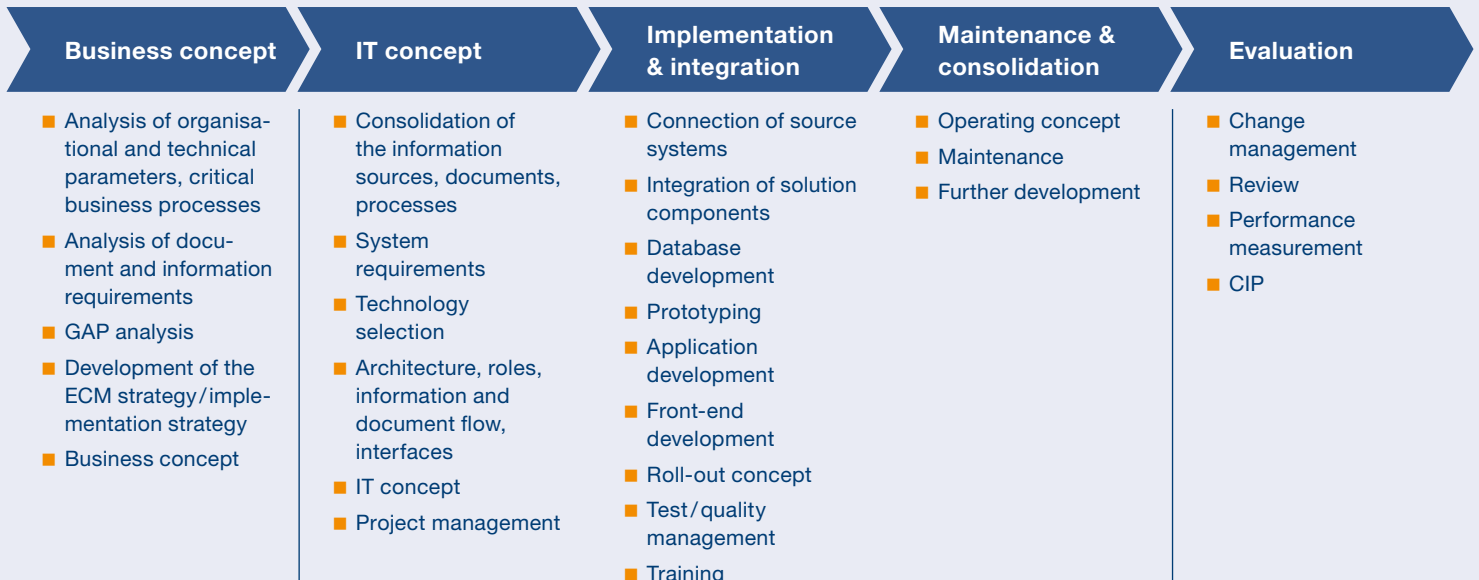 Business concept
Analysis of organisa-
tional and technical
parameters, critical
business processes
Analysis of docu-
ment and information
requirements
GAP analysis
Development of the
ECM strategy/imple-
mentation strategy
Business concept
IT concept
Consolidation of
the information
sources, documents,
processes
System
requirements
Technology
selection
Architecture, roles,
information and
document flow,
interfaces
IT concept
Project management
Implementation
& integration
Connection of source
systems
Integration of solution
components
Database
development
Prototyping
Application
development
Front-end
development
Roll-out concept
Test/quality
management
Training
Maintenance &
consolidation
Operating concept
Maintenance
Further development
Evaluation
Change
management
Review
Performance
measurement
CIP